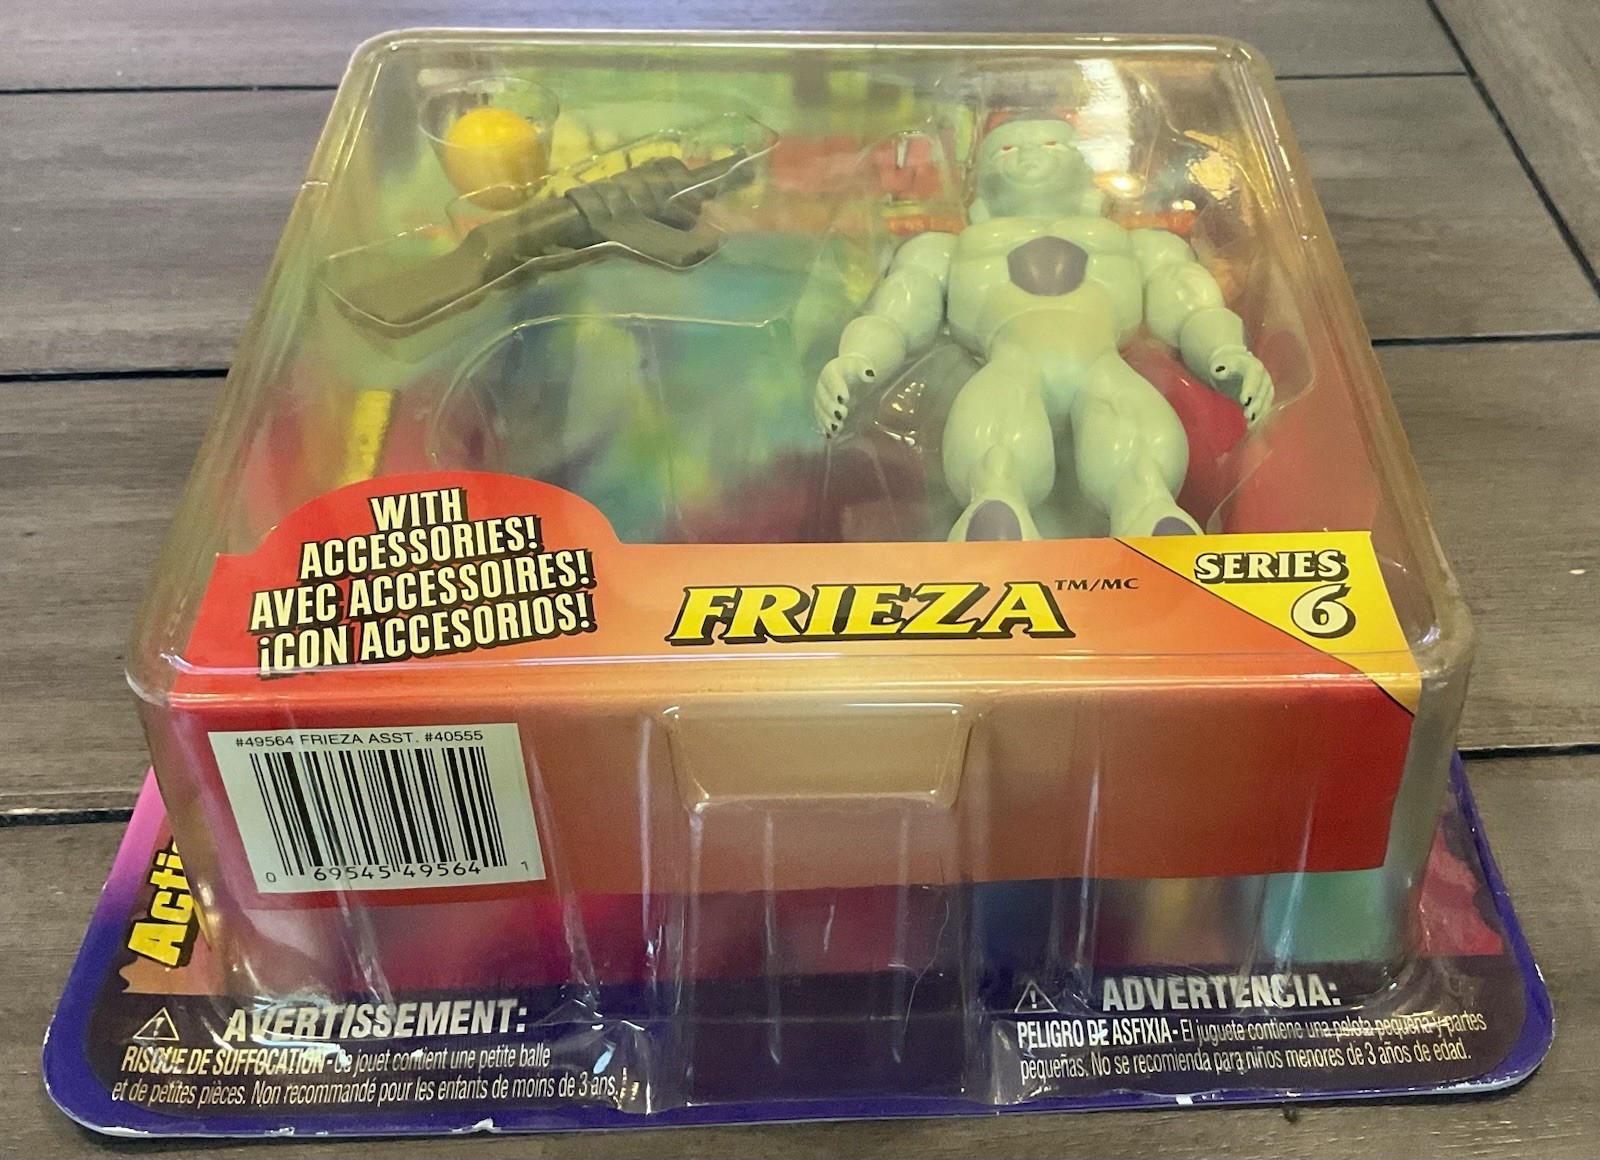 WITH
ACCESSORIES!
AVEC ACCESSOIRES!
¡CON ACCESORIOS!
FRIEZA TM/MC
SERIES
6
#49564 FRIEZA ASST. #40555
0 69545 49564 1
Acti
AVERTISSEMENT:
RISQUE DE SUFFOCATION - Ce jouet contient une petite balle
et de petites pièces. Non recommandé pour les enfants de moins de 3 ans.
ADVERTENCIA:
PELIGRO DE ASFIXIA - El juguete contiene una pelota pequeña y partes
pequeñas. No se recomienda para niños menores de 3 años de edad.